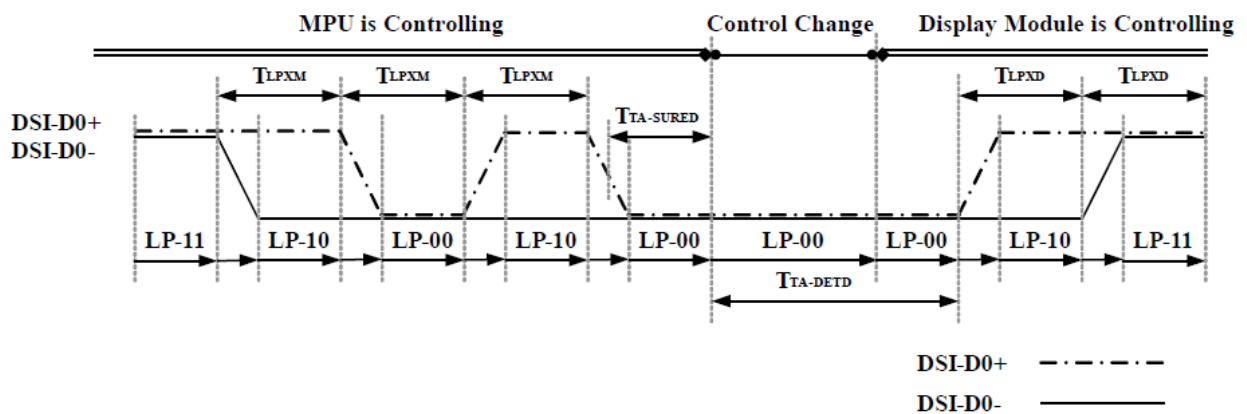 MPU is Controlling Control Change Display Module is Controlling
TLPXM TLPXM TLPXM TLPXD TLPXD
TTA-SURED
DSI-D0+
DSI-D0-
LP-11 LP-10 LP-00 LP-10 LP-00 LP-00 LP-00 LP-10 LP-11
TTA-DETD
DSI-D0+
DSI-D0-